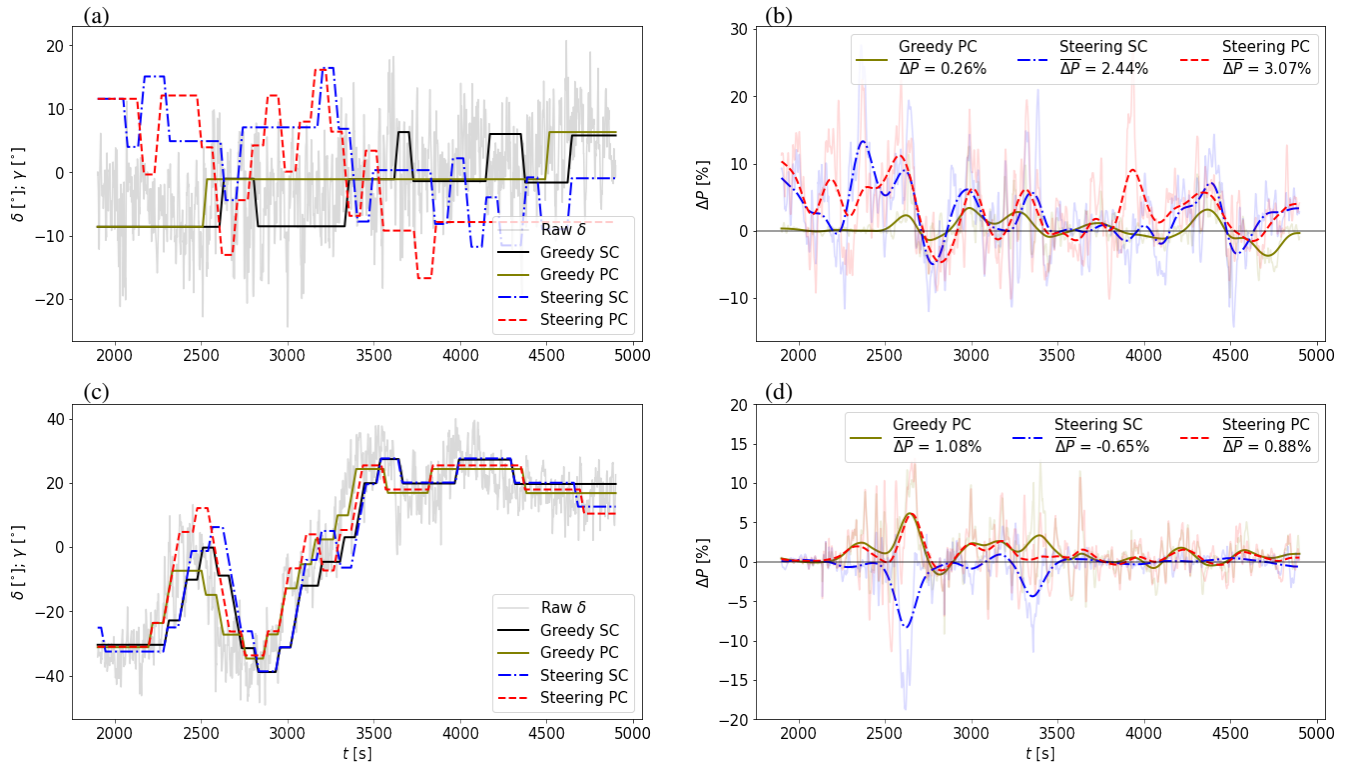 (a)
20
10
0
−10
−20
δ [°]; γ [°]
2000 2500 3000 3500 4000 4500 5000
Raw δ
Greedy SC
Greedy PC
Steering SC
Steering PC
(b)
30
20
10
0
−10
ΔP [%]
2000 2500 3000 3500 4000 4500 5000
Greedy PC Steering SC Steering PC
ΔP = 0.26% ΔP = 2.44% ΔP = 3.07%
(c)
40
20
0
−20
−40
δ [°]; γ [°]
2000 2500 3000 3500 4000 4500 5000
t [s]
Raw δ
Greedy SC
Greedy PC
Steering SC
Steering PC
(d)
20
15
10
5
0
−5
−10
−15
−20
ΔP [%]
2000 2500 3000 3500 4000 4500 5000
t [s]
Greedy PC Steering SC Steering PC
ΔP = 1.08% ΔP = -0.65% ΔP = 0.88%